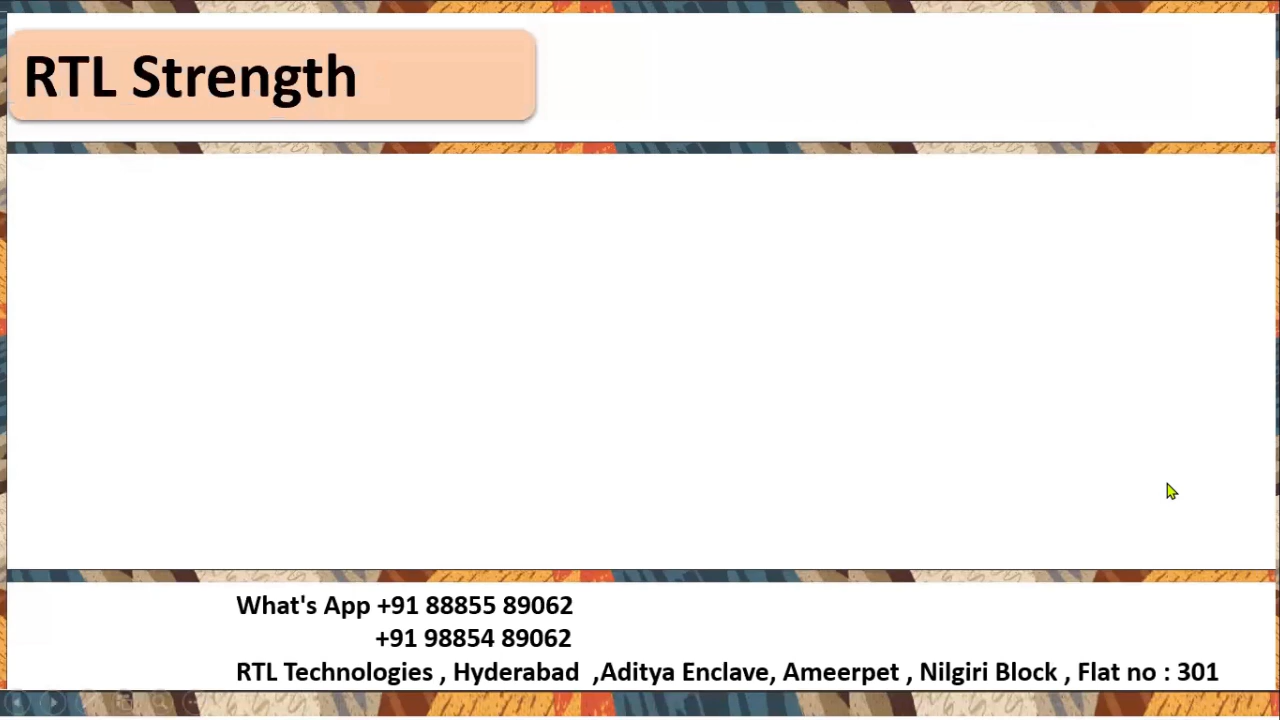 RTL Strength
What's App +91 88855 89062
+91 98854 89062
RTL Technologies , Hyderabad ,Aditya Enclave, Ameerpet , Nilgiri Block , Flat no : 301